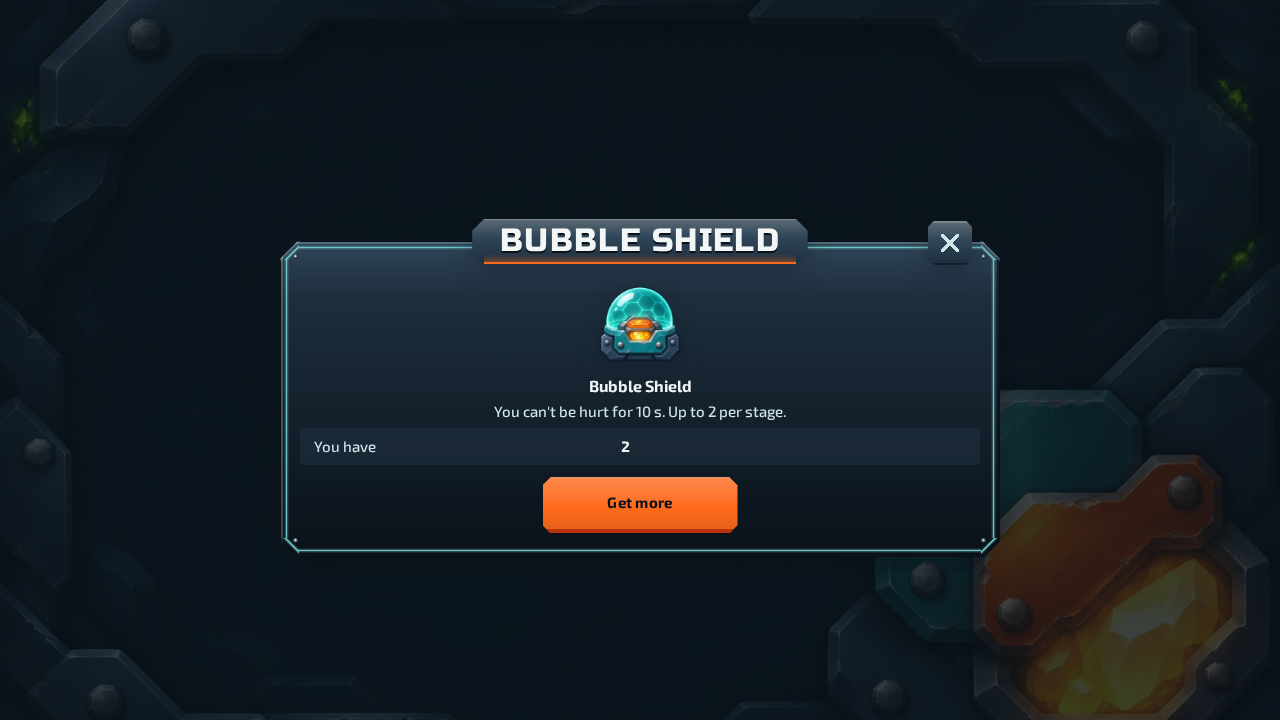 BUBBLE SHIELD
Bubble Shield
You can't be hurt for 10 s. Up to 2 per stage.
You have 2
Get more